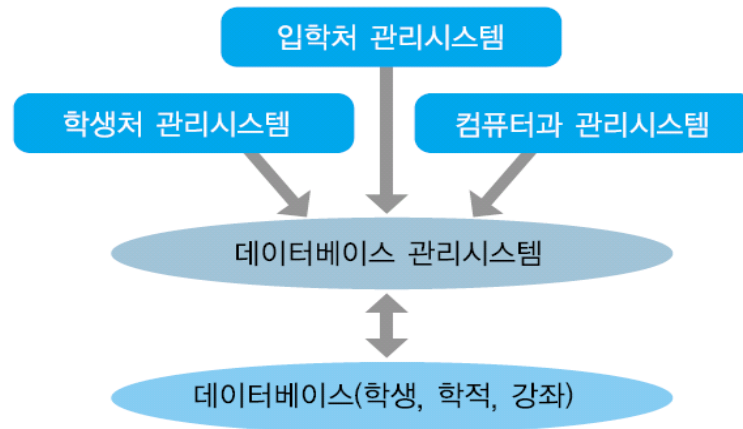 입학처 관리시스템
학생처 관리시스템
컴퓨터과 관리시스템
데이터베이스 관리시스템
데이터베이스(학생, 학적, 강좌)